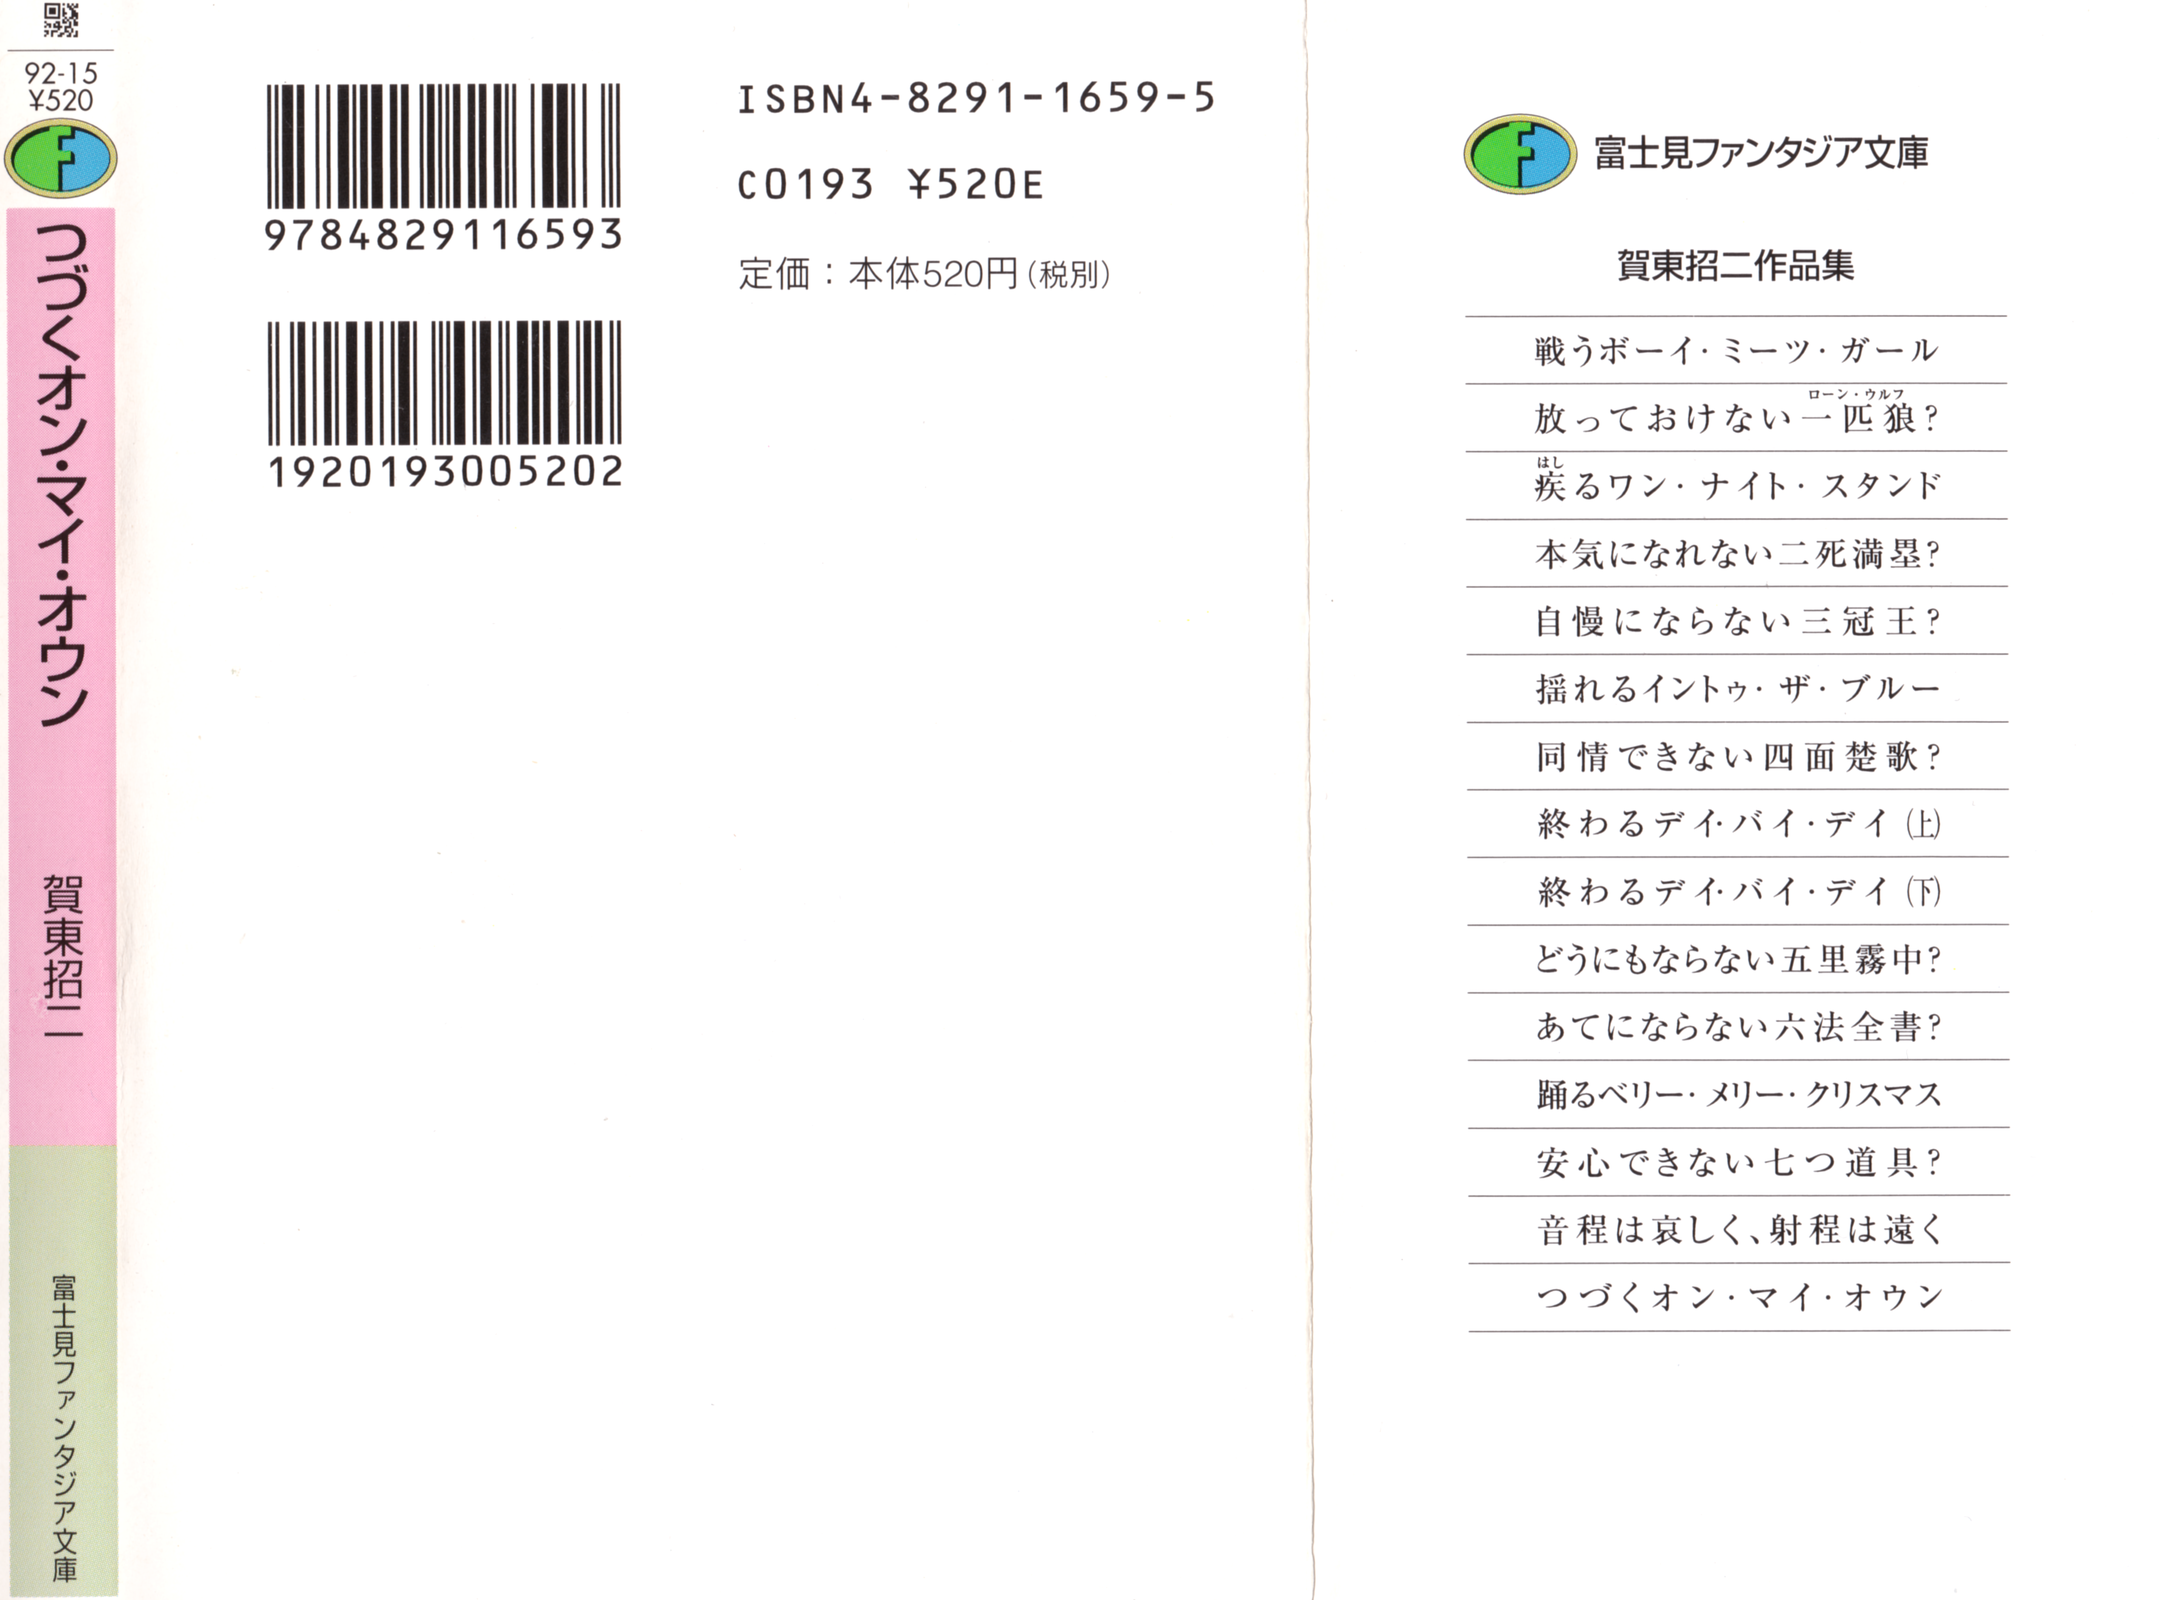 92-15
¥520
つづくオン・マイ・オウン
賀東招二
富士見ファンタジア文庫
9784829116593
1920193005202
ISBN4-8291-1659-5
C0193 ¥520E
定価：本体520円（税別）
富士見ファンタジア文庫
賀東招二作品集
戦うボーイ・ミーツ・ガール
ローン・ウルフ
放っておけない一匹狼？
はし
疾るワン・ナイト・スタンド
本気になれない二死満塁？
自慢にならない三冠王？
揺れるイントゥ・ザ・ブルー
同情できない四面楚歌？
終わるデイ・バイ・デイ（上）
終わるデイ・バイ・デイ（下）
どうにもならない五里霧中？
あてにならない六法全書？
踊るベリー・メリー・クリスマス
安心できない七つ道具？
音程は哀しく、射程は遠く
つづくオン・マイ・オウン